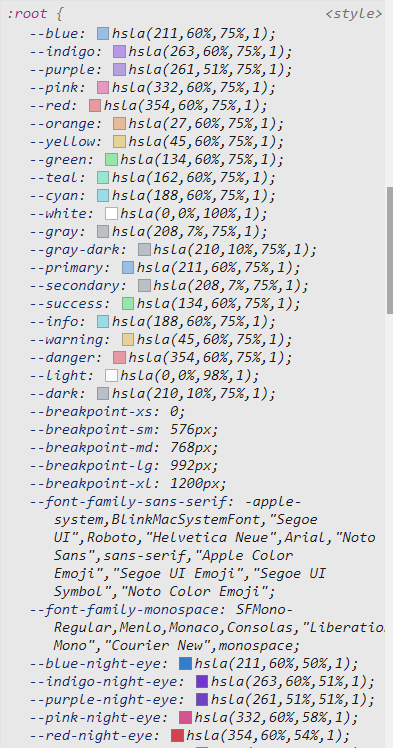 :root { <style>
--blue: hsla(211,60%,75%,1);
--indigo: hsla(263,60%,75%,1);
--purple: hsla(261,51%,75%,1);
--pink: hsla(332,60%,75%,1);
--red: hsla(354,60%,75%,1);
--orange: hsla(27,60%,75%,1);
--yellow: hsla(45,60%,75%,1);
--green: hsla(134,60%,75%,1);
--teal: hsla(162,60%,75%,1);
--cyan: hsla(188,60%,75%,1);
--white: hsla(0,0%,100%,1);
--gray: hsla(208,7%,75%,1);
--gray-dark: hsla(210,10%,75%,1);
--primary: hsla(211,60%,75%,1);
--secondary: hsla(208,7%,75%,1);
--success: hsla(134,60%,75%,1);
--info: hsla(188,60%,75%,1);
--warning: hsla(45,60%,75%,1);
--danger: hsla(354,60%,75%,1);
--light: hsla(0,0%,98%,1);
--dark: hsla(210,10%,75%,1);
--breakpoint-xs: 0;
--breakpoint-sm: 576px;
--breakpoint-md: 768px;
--breakpoint-lg: 992px;
--breakpoint-xl: 1200px;
--font-family-sans-serif: -apple-
system,BlinkMacSystemFont,"Segoe
UI",Roboto,"Helvetica Neue",Arial,"Noto
Sans",sans-serif,"Apple Color
Emoji","Segoe UI Emoji","Segoe UI
Symbol","Noto Color Emoji";
--font-family-monospace: SFMono-
Regular,Menlo,Monaco,Consolas,"Liberation
Mono","Courier New",monospace;
--blue-night-eye: hsla(211,60%,50%,1);
--indigo-night-eye: hsla(263,60%,51%,1);
--purple-night-eye: hsla(261,51%,51%,1);
--pink-night-eye: hsla(332,60%,58%,1);
--red-night-eye: hsla(354,60%,54%,1);